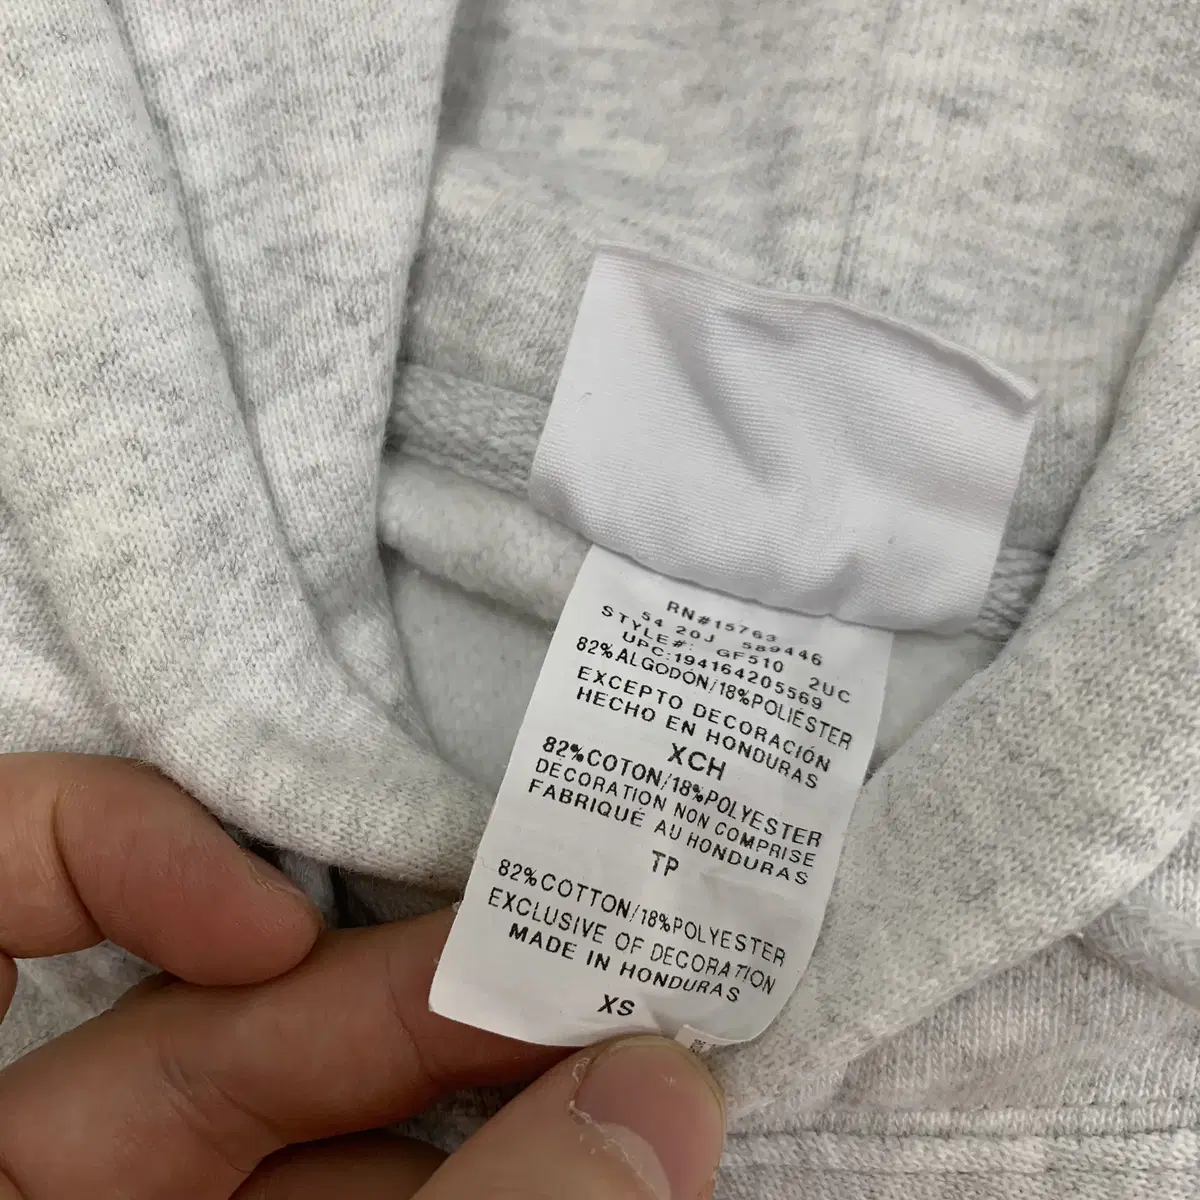 RN#15763
54 20J 589446
STYLE#: GF510 2UC
UPC:194164205569
82%ALGODÓN/18%POLIÉSTER
EXCEPTO DECORACIÓN
HECHO EN HONDURAS
XCH
82%COTON/18%POLYESTER
DECORATION NON COMPRISE
FABRIQUÉ AU HONDURAS
TP
82%COTTON/18%POLYESTER
EXCLUSIVE OF DECORATION
MADE IN HONDURAS
XS